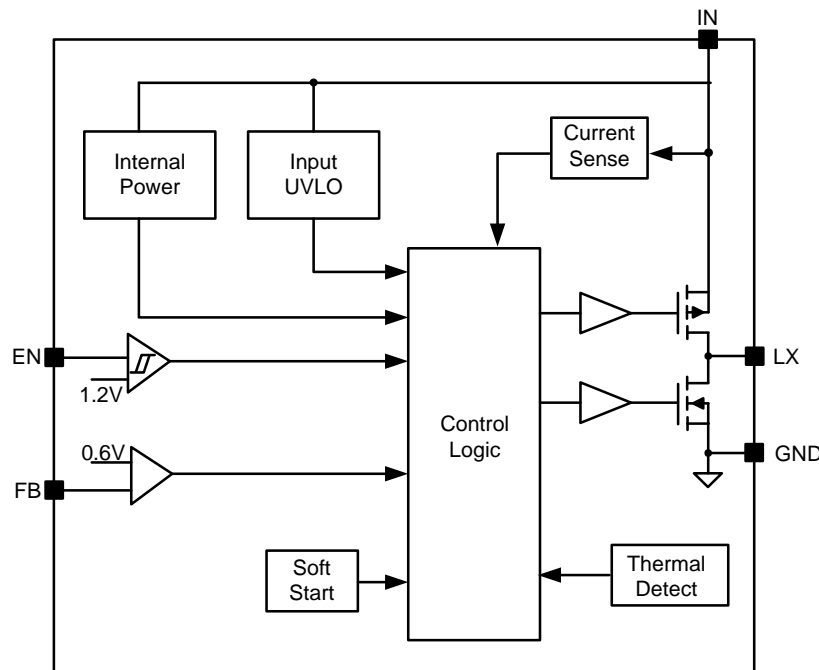 IN
Internal
Power
Input
UVLO
Current
Sense
EN
1.2V
LX
Control
Logic
0.6V
FB
GND
Soft
Start
Thermal
Detect